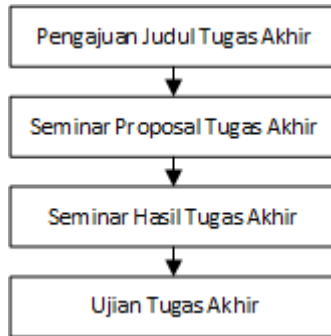 Pengajuan Judul Tugas Akhir
Seminar Proposal Tugas Akhir
Seminar Hasil Tugas Akhir
Ujian Tugas Akhir